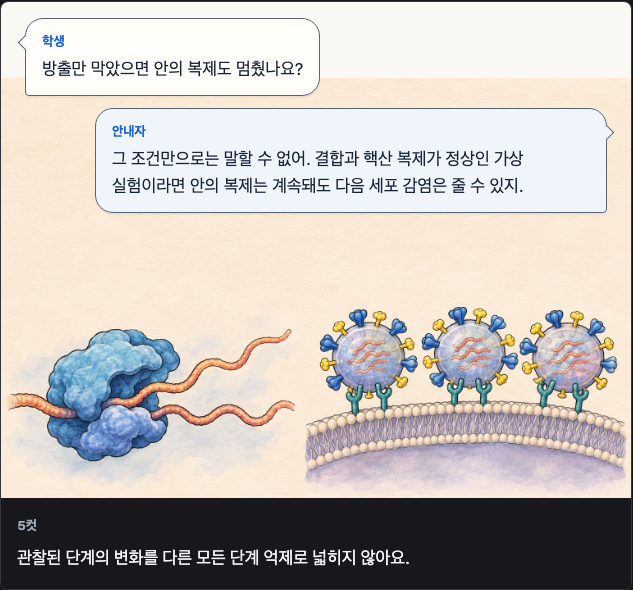 학생
방출만 막았으면 안의 복제도 멈췄나요?
안내자
그 조건만으로는 말할 수 없어. 결합과 핵산 복제가 정상인 가상
실험이라면 안의 복제는 계속돼도 다음 세포 감염은 줄 수 있지.
5컷
관찰된 단계의 변화를 다른 모든 단계 억제로 넓히지 않아요.